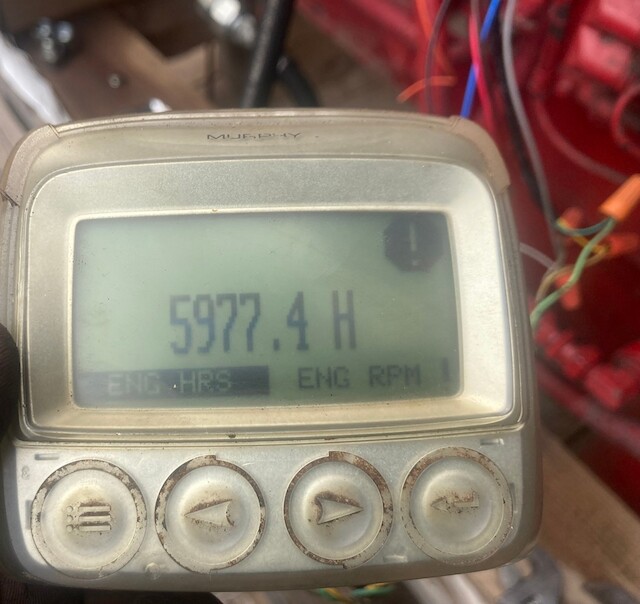 MURPHY
!
5977.4 H
ENG HRS ENG RPM !